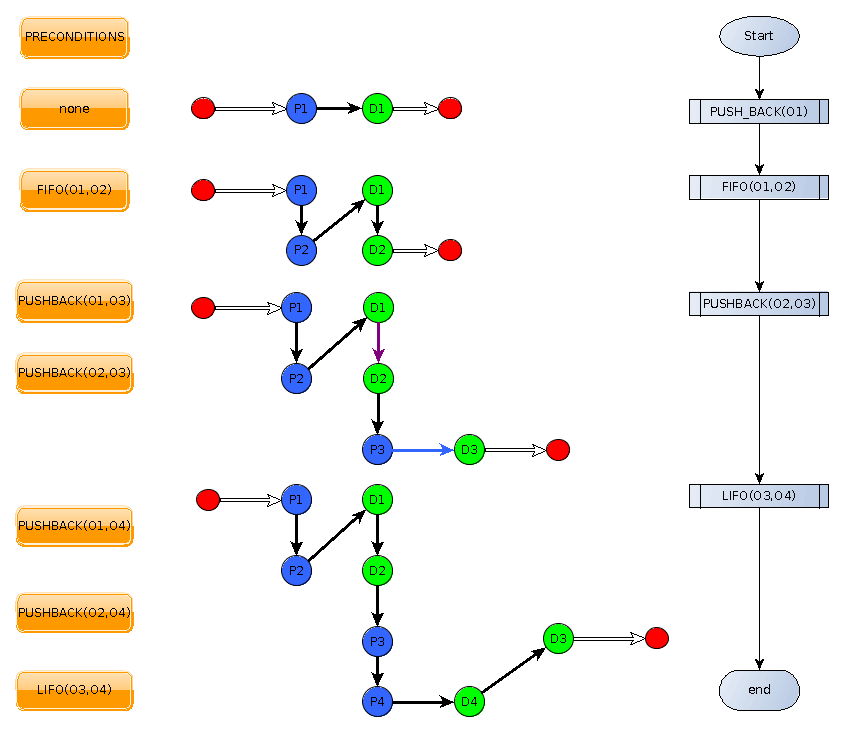 PRECONDITIONS
Start
none
P1
D1
PUSH_BACK(O1)
FIFO(O1,O2)
P1
D1
FIFO(O1,O2)
P2
D2
PUSHBACK(O1,O3)
P1
D1
PUSHBACK(O2,O3)
PUSHBACK(O2,O3)
P2
D2
P3
D3
P1
D1
LIFO(O3,O4)
PUSHBACK(O1,O4)
P2
D2
PUSHBACK(O2,O4)
P3
D3
LIFO(O3,O4)
P4
D4
end